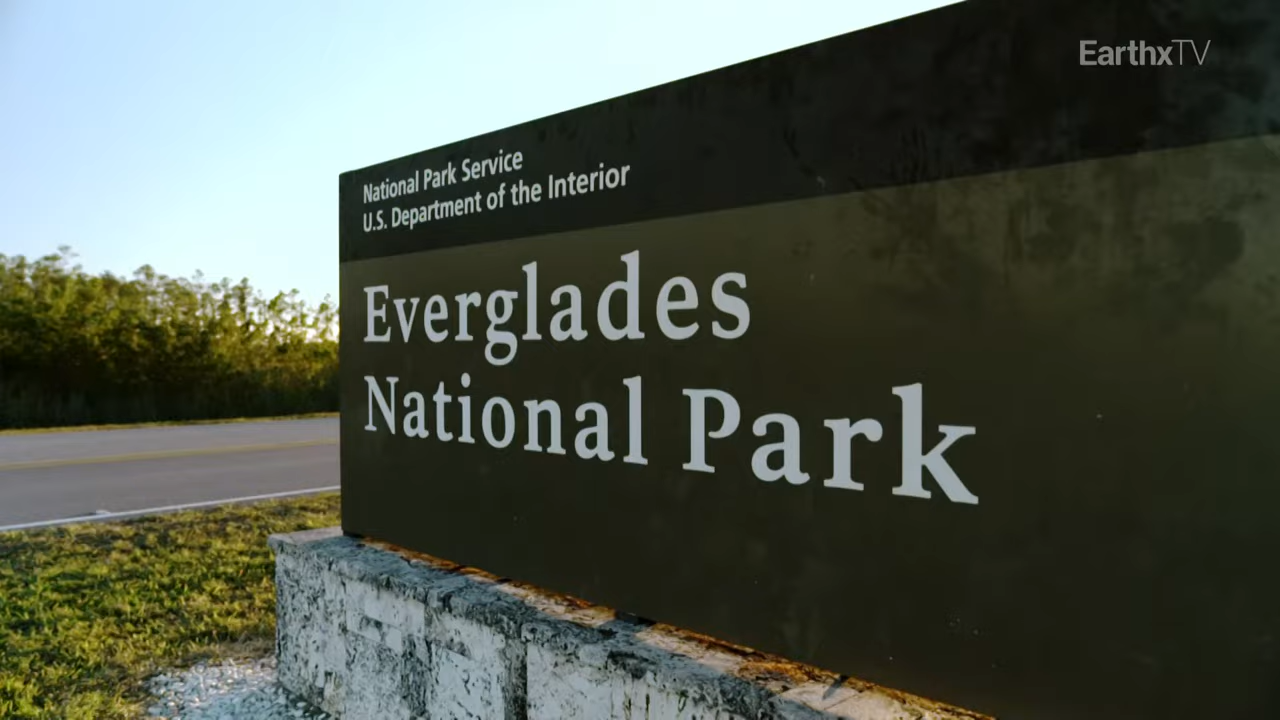 EarthxTV
National Park Service
U.S. Department of the Interior
Everglades
National Park